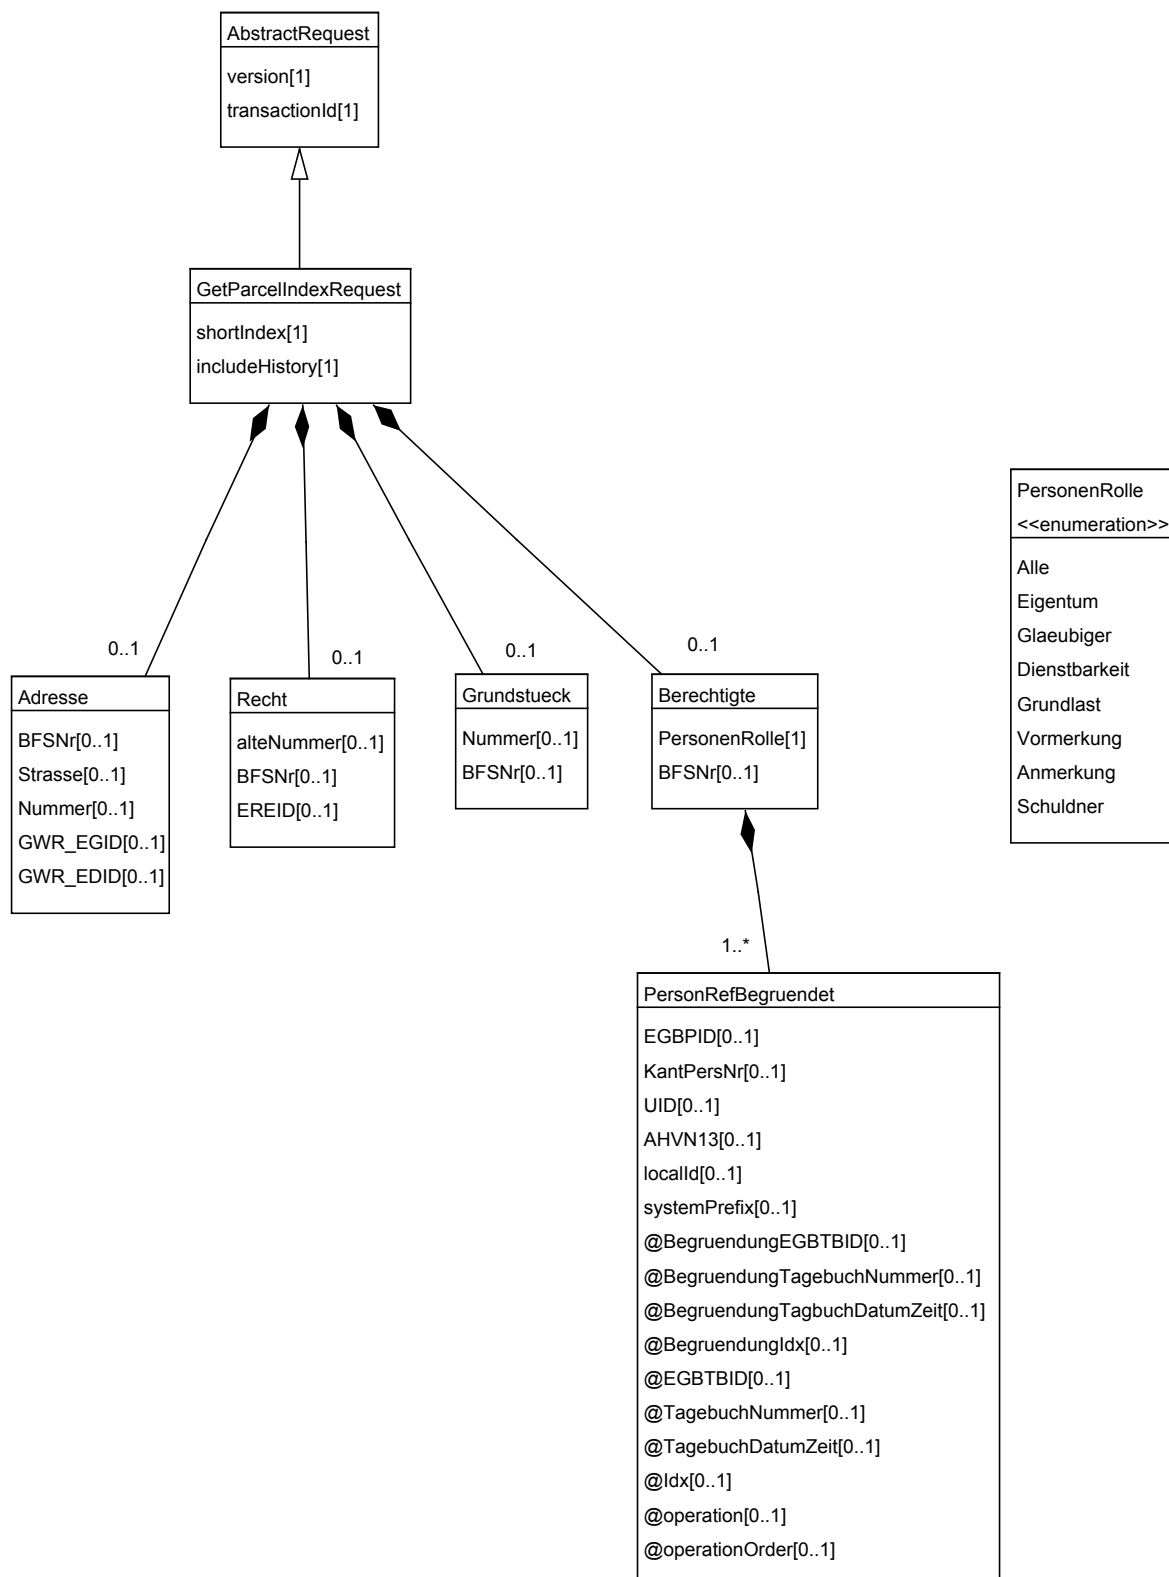 AbstractRequest
version[1]
transactionId[1]
GetParcelIndexRequest
shortIndex[1]
includeHistory[1]
PersonenRolle
<<enumeration>>
Alle
Eigentum
Glaeubiger
Dienstbarkeit
Grundlast
Vormerkung
Anmerkung
Schuldner
0..1
0..1
0..1
0..1
Adresse
BFSNr[0..1]
Strasse[0..1]
Nummer[0..1]
GWR_EGID[0..1]
GWR_EDID[0..1]
Recht
alteNummer[0..1]
BFSNr[0..1]
EREID[0..1]
Grundstueck
Nummer[0..1]
BFSNr[0..1]
Berechtigte
PersonenRolle[1]
BFSNr[0..1]
1..*
PersonRefBegruendet
EGBPID[0..1]
KantPersNr[0..1]
UID[0..1]
AHVN13[0..1]
localId[0..1]
systemPrefix[0..1]
@BegruendungEGBTBID[0..1]
@BegruendungTagebuchNummer[0..1]
@BegruendungTagbuchDatumZeit[0..1]
@BegruendungIdx[0..1]
@EGBTBID[0..1]
@TagebuchNummer[0..1]
@TagebuchDatumZeit[0..1]
@Idx[0..1]
@operation[0..1]
@operationOrder[0..1]